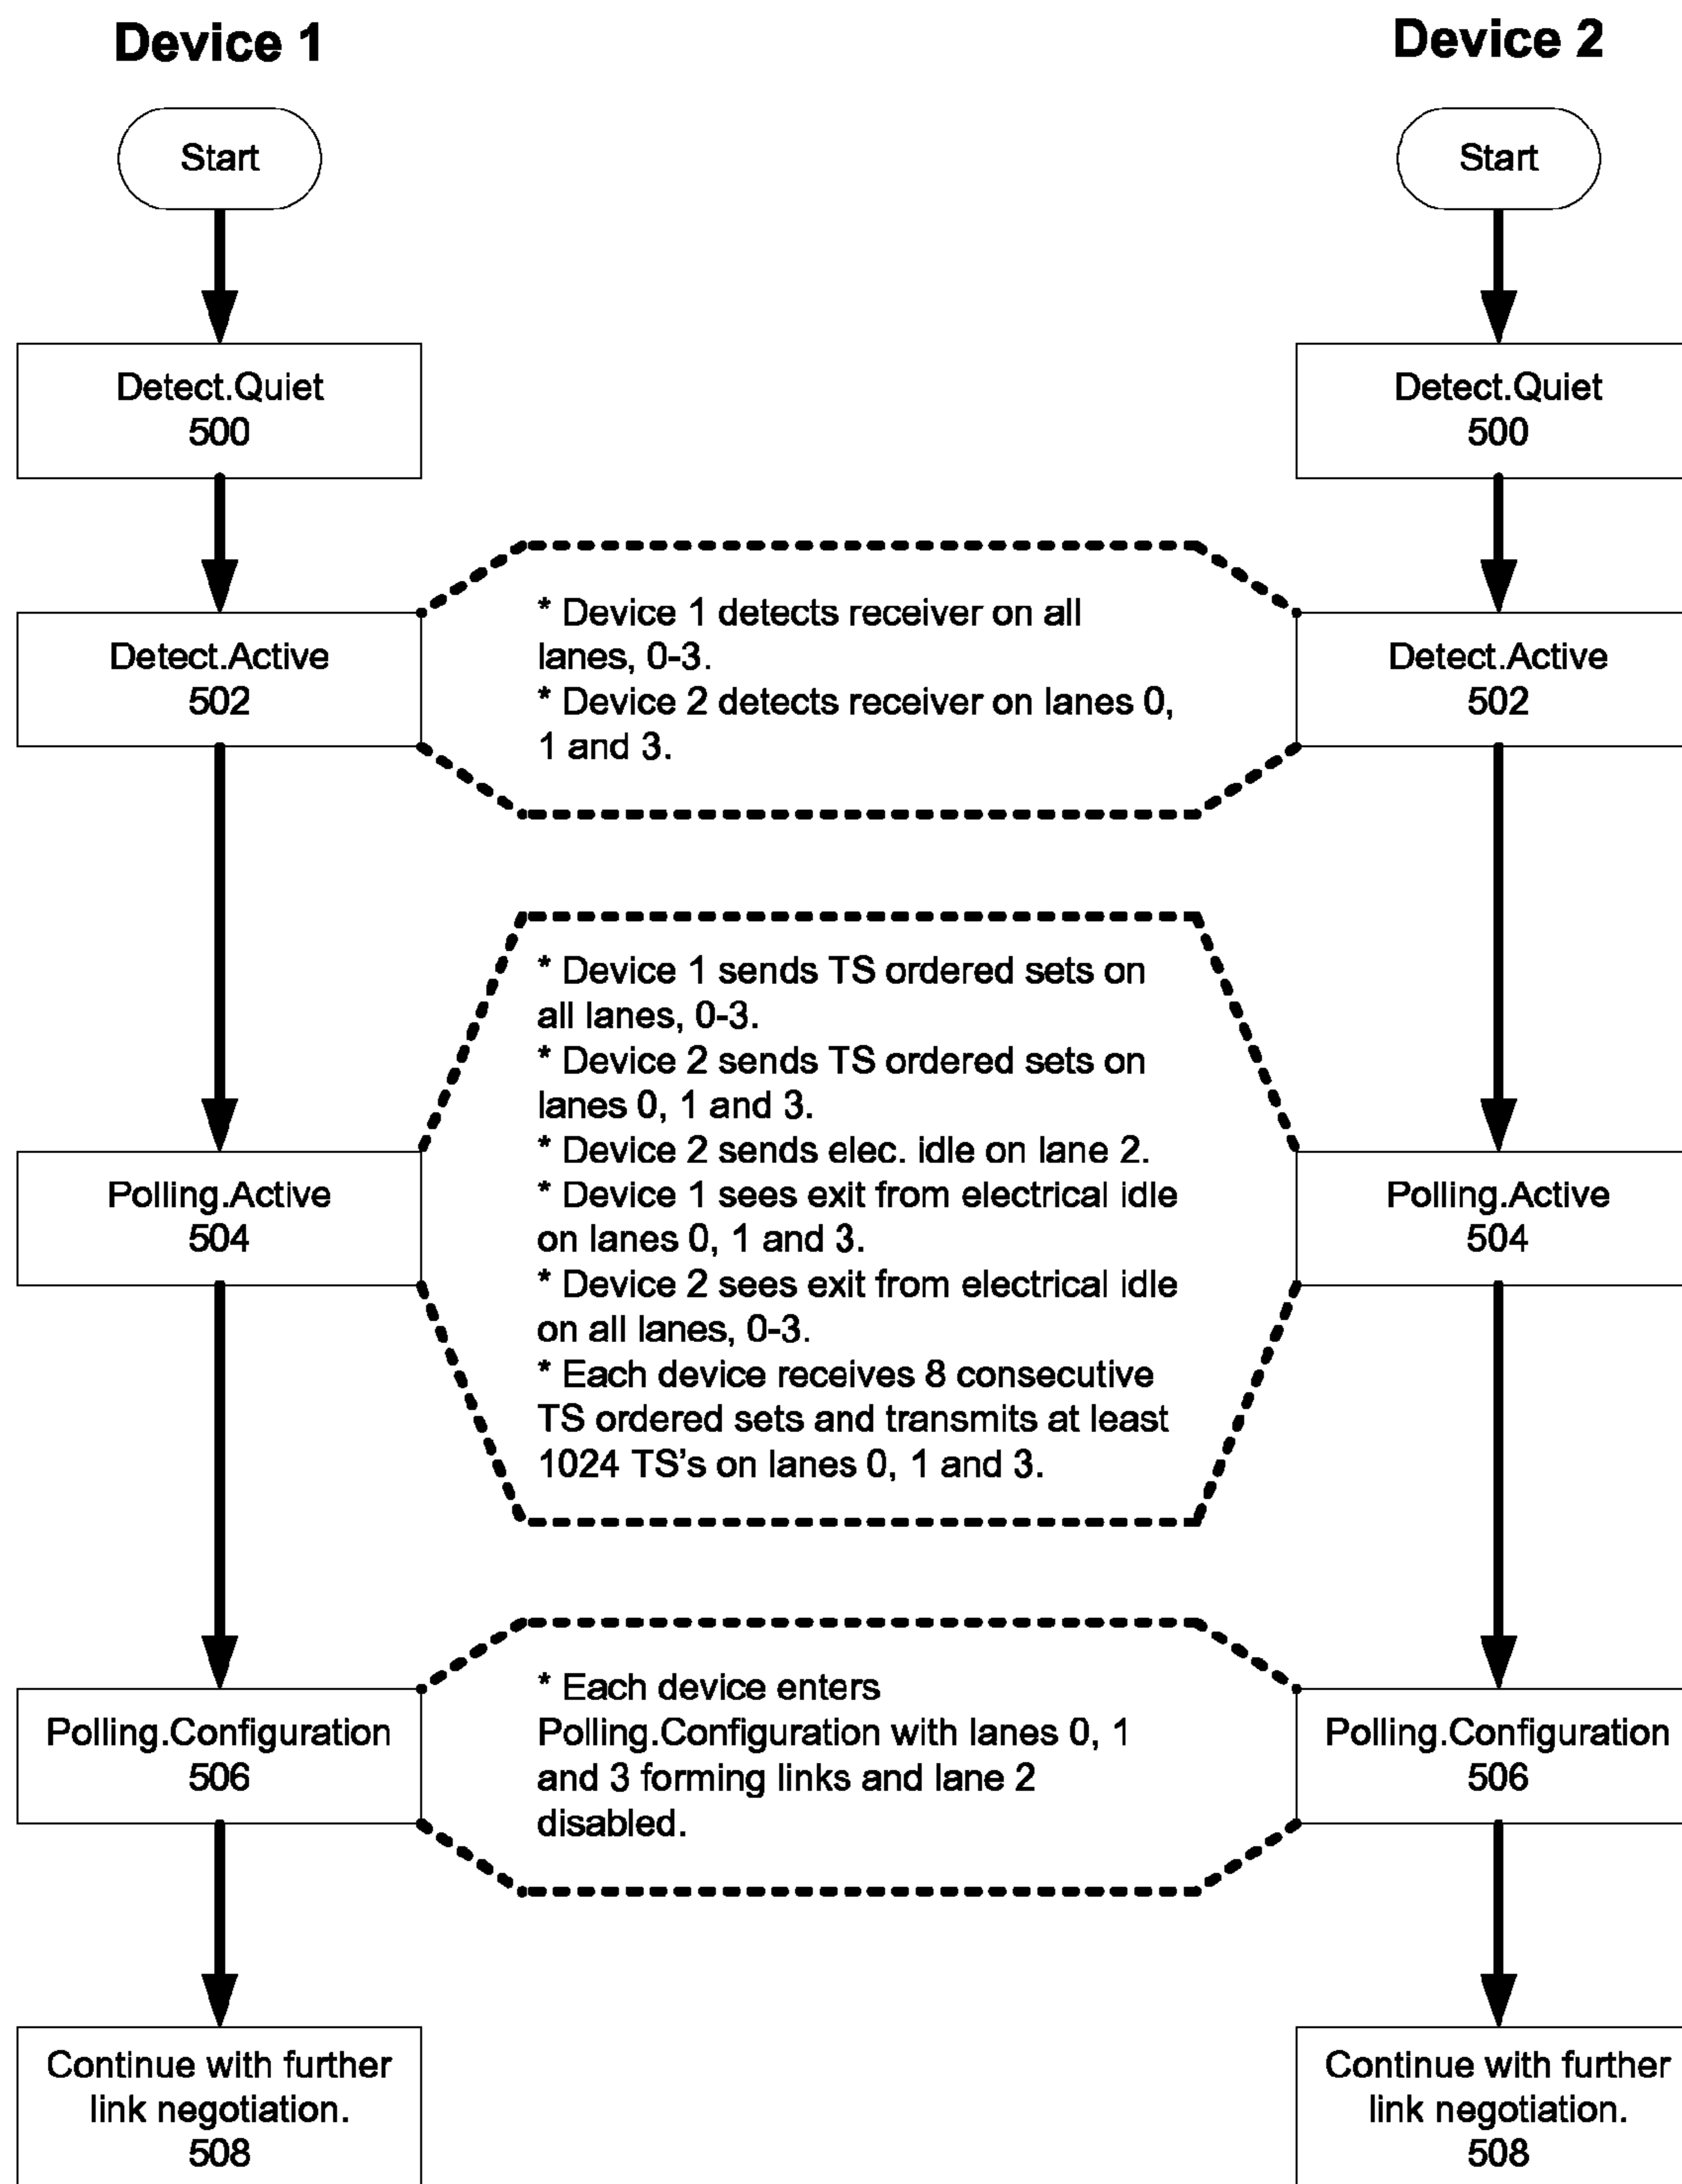 Device 1
Device 2
Start
Start
Detect.Quiet
500
Detect.Quiet
500
Detect.Active
502
* Device 1 detects receiver on all
lanes, 0-3.
* Device 2 detects receiver on lanes 0,
1 and 3.
Detect.Active
502
Polling.Active
504
* Device 1 sends TS ordered sets on
all lanes, 0-3.
* Device 2 sends TS ordered sets on
lanes 0, 1 and 3.
* Device 2 sends elec. idle on lane 2.
* Device 1 sees exit from electrical idle
on lanes 0, 1 and 3.
* Device 2 sees exit from electrical idle
on all lanes, 0-3.
* Each device receives 8 consecutive
TS ordered sets and transmits at least
1024 TS's on lanes 0, 1 and 3.
Polling.Active
504
Polling.Configuration
506
* Each device enters
Polling.Configuration with lanes 0, 1
and 3 forming links and lane 2
disabled.
Polling.Configuration
506
Continue with further
link negotiation.
508
Continue with further
link negotiation.
508